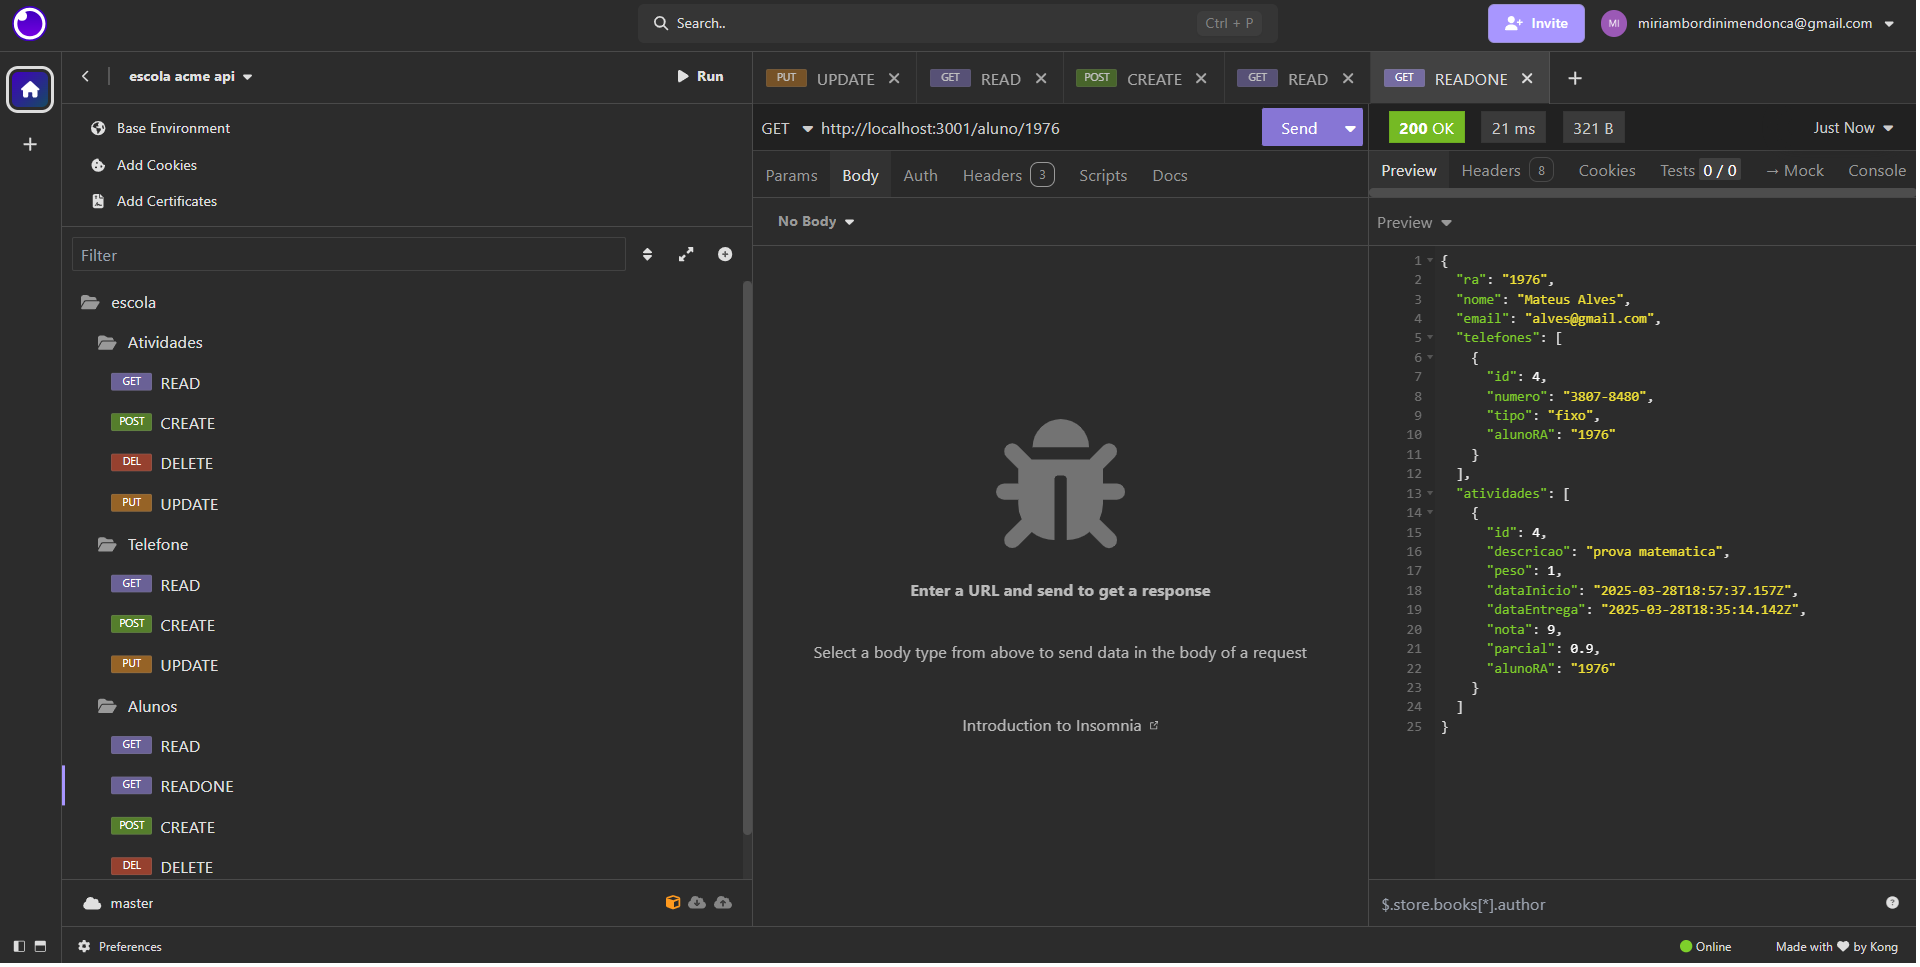 Search..
Ctrl + P
Invite
MI
miriambordinimendonca@gmail.com
escola acme api
Run
Base Environment
Add Cookies
Add Certificates
Filter
escola
Atividades
GET READ
POST CREATE
DEL DELETE
PUT UPDATE
Telefone
GET READ
POST CREATE
PUT UPDATE
Alunos
GET READ
GET READONE
POST CREATE
DEL DELETE
master
Preferences
PUT UPDATE
GET READ
POST CREATE
GET READ
GET READONE
GET http://localhost:3001/aluno/1976
Send
Params Body Auth Headers 3 Scripts Docs
No Body
Enter a URL and send to get a response
Select a body type from above to send data in the body of a request
Introduction to Insomnia
200 OK 21 ms 321 B
Just Now
Preview Headers 8 Cookies Tests 0 / 0 → Mock Console
Preview
1 {
2 "ra": "1976",
3 "nome": "Mateus Alves",
4 "email": "alves@gmail.com",
5 "telefones": [
6 {
7 "id": 4,
8 "numero": "3807-8480",
9 "tipo": "fixo",
10 "alunoRA": "1976"
11 }
12 ],
13 "atividades": [
14 {
15 "id": 4,
16 "descricao": "prova matematica",
17 "peso": 1,
18 "dataInicio": "2025-03-28T18:57:37.157Z",
19 "dataEntrega": "2025-03-28T18:35:14.142Z",
20 "nota": 9,
21 "parcial": 0.9,
22 "alunoRA": "1976"
23 }
24 ]
25 }
$.store.books[*].author
Online
Made with ❤ by Kong